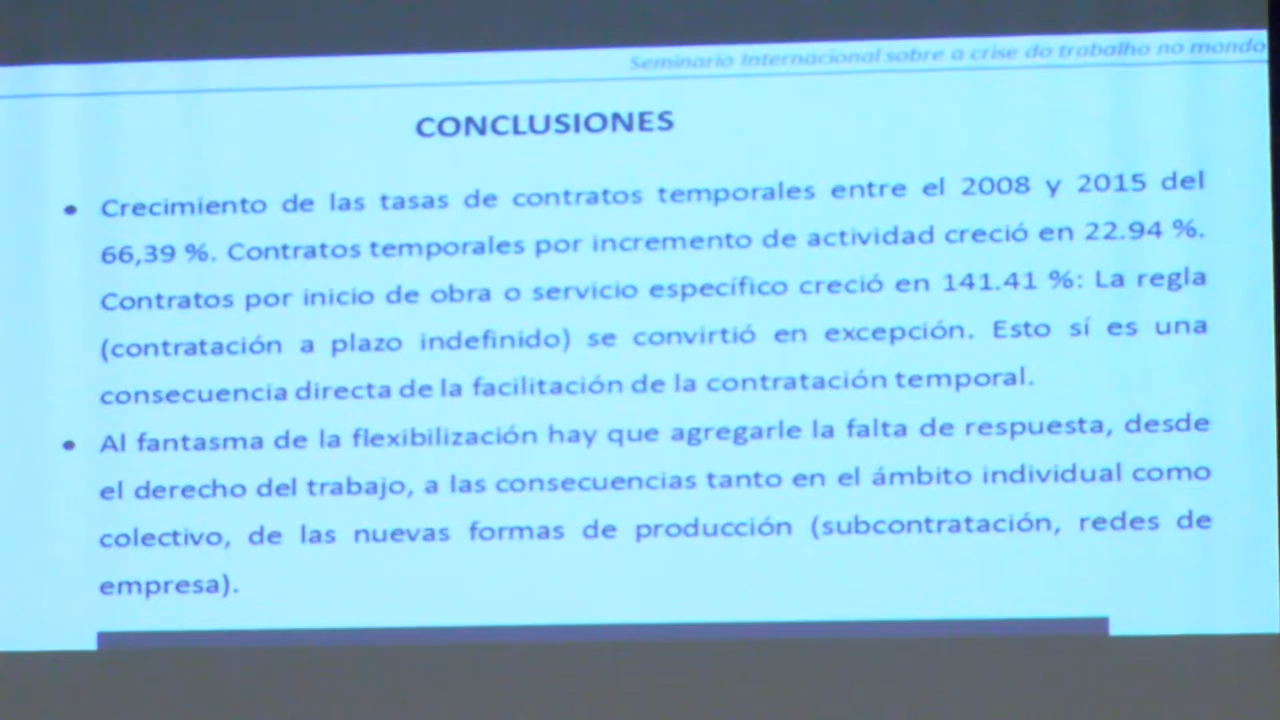 Seminario Internacional sobre a crise do trabalho no mondo
CONCLUSIONES
• Crecimiento de las tasas de contratos temporales entre el 2008 y 2015 del
66,39 %. Contratos temporales por incremento de actividad creció en 22.94 %.
Contratos por inicio de obra o servicio específico creció en 141.41 %: La regla
(contratación a plazo indefinido) se convirtió en excepción. Esto sí es una
consecuencia directa de la facilitación de la contratación temporal.
• Al fantasma de la flexibilización hay que agregarle la falta de respuesta, desde
el derecho del trabajo, a las consecuencias tanto en el ámbito individual como
colectivo, de las nuevas formas de producción (subcontratación, redes de
empresa).